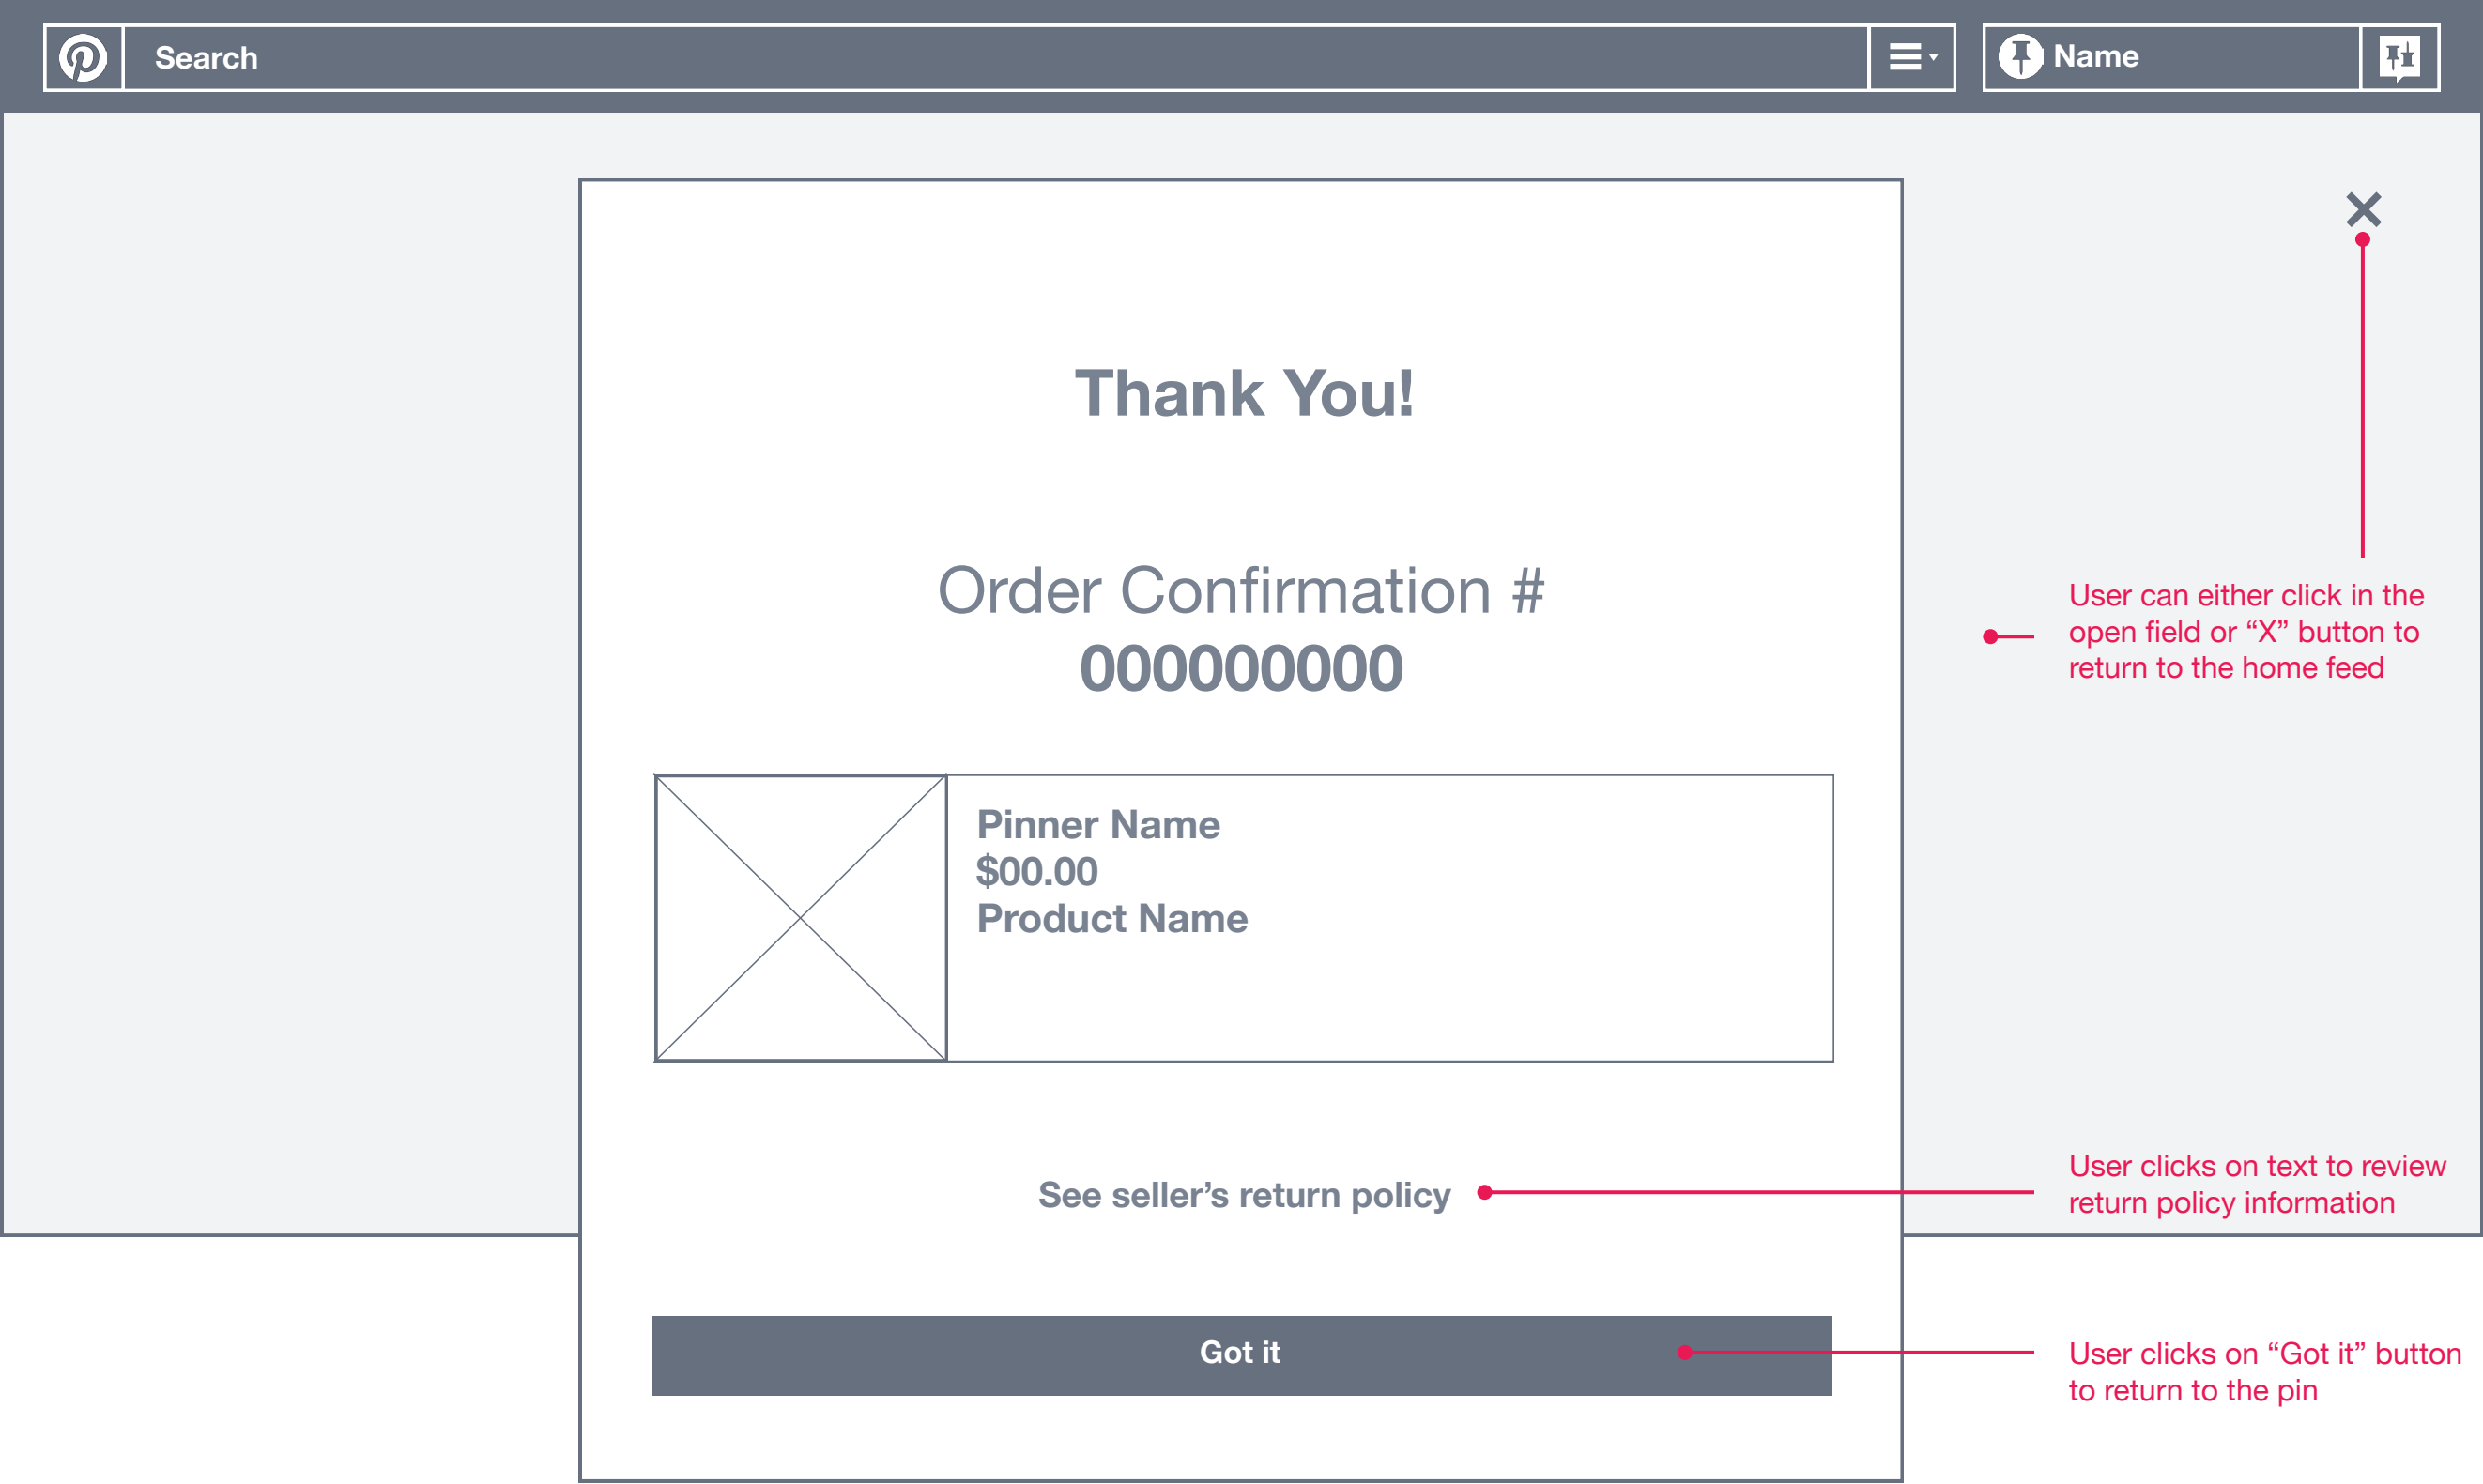 Search
Name
Thank You!
Order Confirmation #
000000000
User can either click in the
open field or “X” button to
return to the home feed
Pinner Name
$00.00
Product Name
See seller’s return policy
User clicks on text to review
return policy information
Got it
User clicks on “Got it” button
to return to the pin